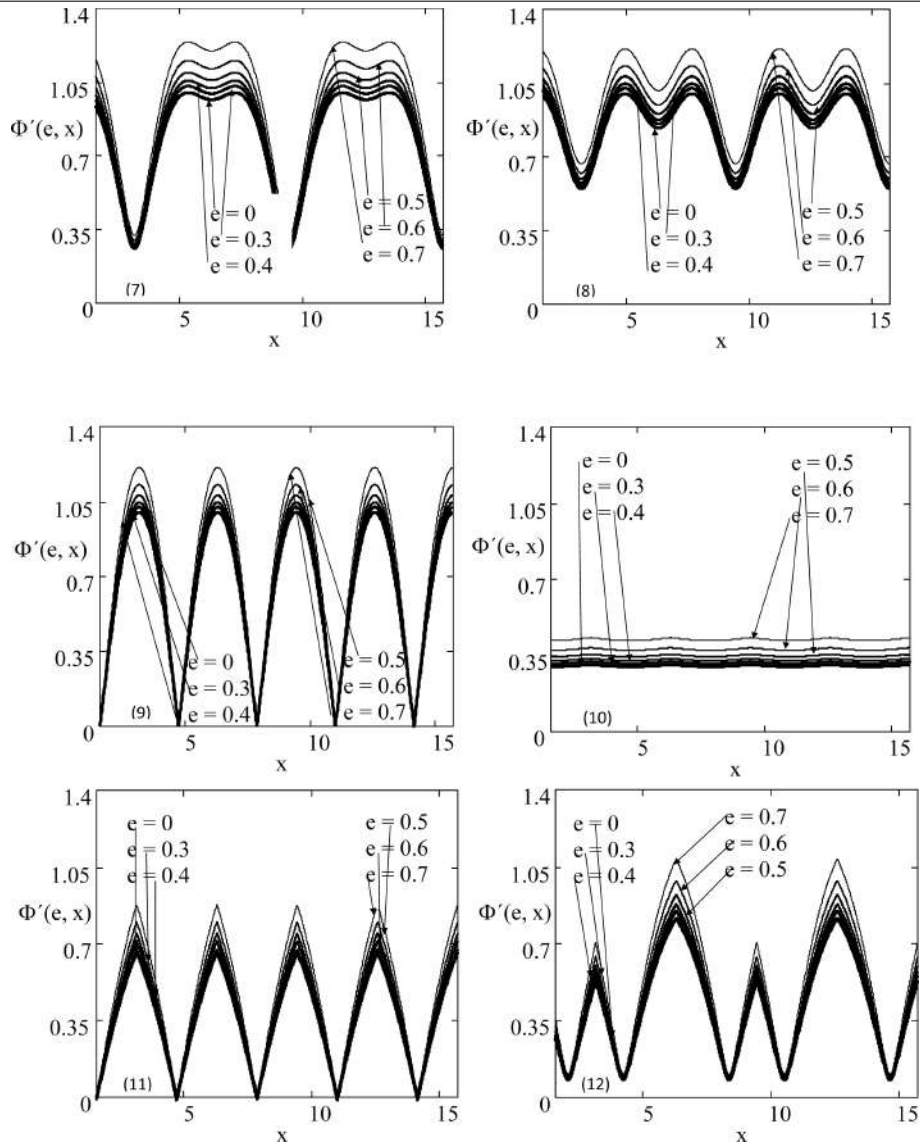 1.4
1.05
Φ´(e, x)
0.7
0.35
0
e = 0
e = 0.3
e = 0.4
e = 0.5
e = 0.6
e = 0.7
(7)
5
10
15
x
1.4
1.05
Φ´(e, x)
0.7
0.35
0
e = 0
e = 0.3
e = 0.4
e = 0.5
e = 0.6
e = 0.7
(8)
5
10
15
x
1.4
1.05
Φ´(e, x)
0.7
0.35
0
e = 0
e = 0.3
e = 0.4
e = 0.5
e = 0.6
e = 0.7
(9)
5
10
15
x
1.4
1.05
Φ´(e, x)
0.7
0.35
0
e = 0
e = 0.3
e = 0.4
e = 0.5
e = 0.6
e = 0.7
(10)
5
10
15
x
1.4
1.05
Φ´(e, x)
0.7
0.35
0
e = 0
e = 0.3
e = 0.4
e = 0.5
e = 0.6
e = 0.7
(11)
5
10
15
x
1.4
1.05
Φ´(e, x)
0.7
0.35
0
e = 0
e = 0.3
e = 0.4
e = 0.7
e = 0.6
e = 0.5
(12)
5
10
15
x